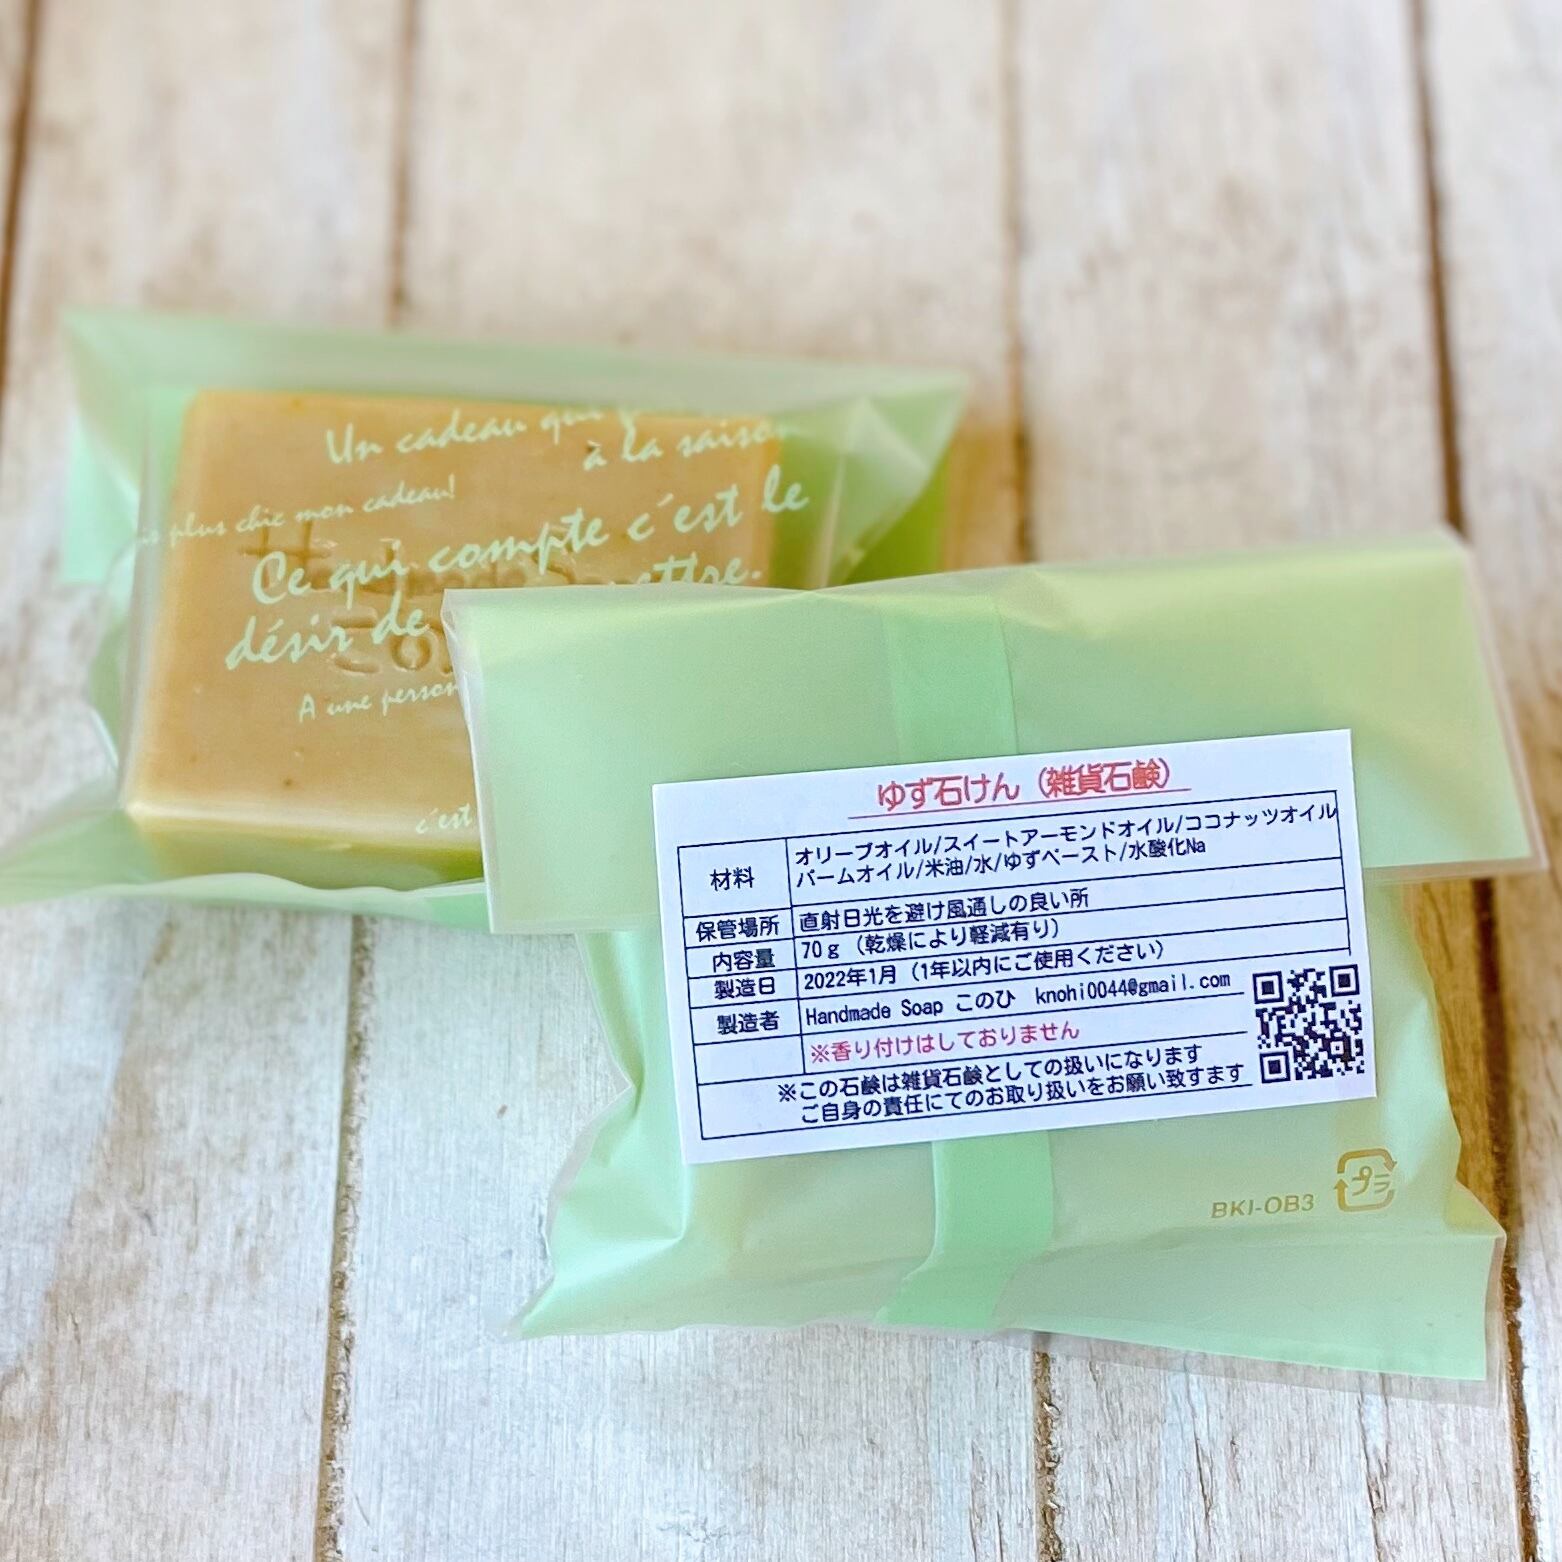 Un cadeau qui
à la saison
plus chic mon cadeau!
Ce qui compte c'est le
désir de
A une
c'est
ゆず石けん（雑貨石鹸）
材料
オリーブオイル/スイートアーモンドオイル/ココナッツオイル
パームオイル/米油/水/ゆずペースト/水酸化Na
保管場所 直射日光を避け風通しの良い所
内容量 70g（乾燥により軽減有り）
製造日 2022年1月（1年以内にご使用ください）
製造者 Handmade Soap このひ knohi0044@gmail.com
※香り付けはしておりません
※この石鹸は雑貨石鹸としての扱いになります
ご自身の責任にてのお取り扱いをお願い致すます
BKI-OB3 プラ